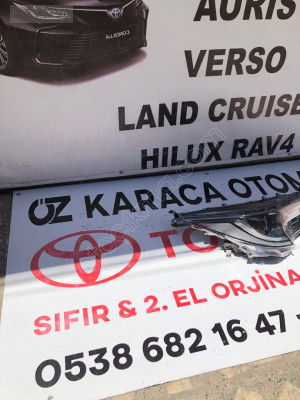 AURIS
VERSO
LAND CRUISE
HILUX RAV4
COROLLA
ÖZ KARACA OTOM
TO
SIFIR & 2. EL ORJİNA
0538 682 16 47 -